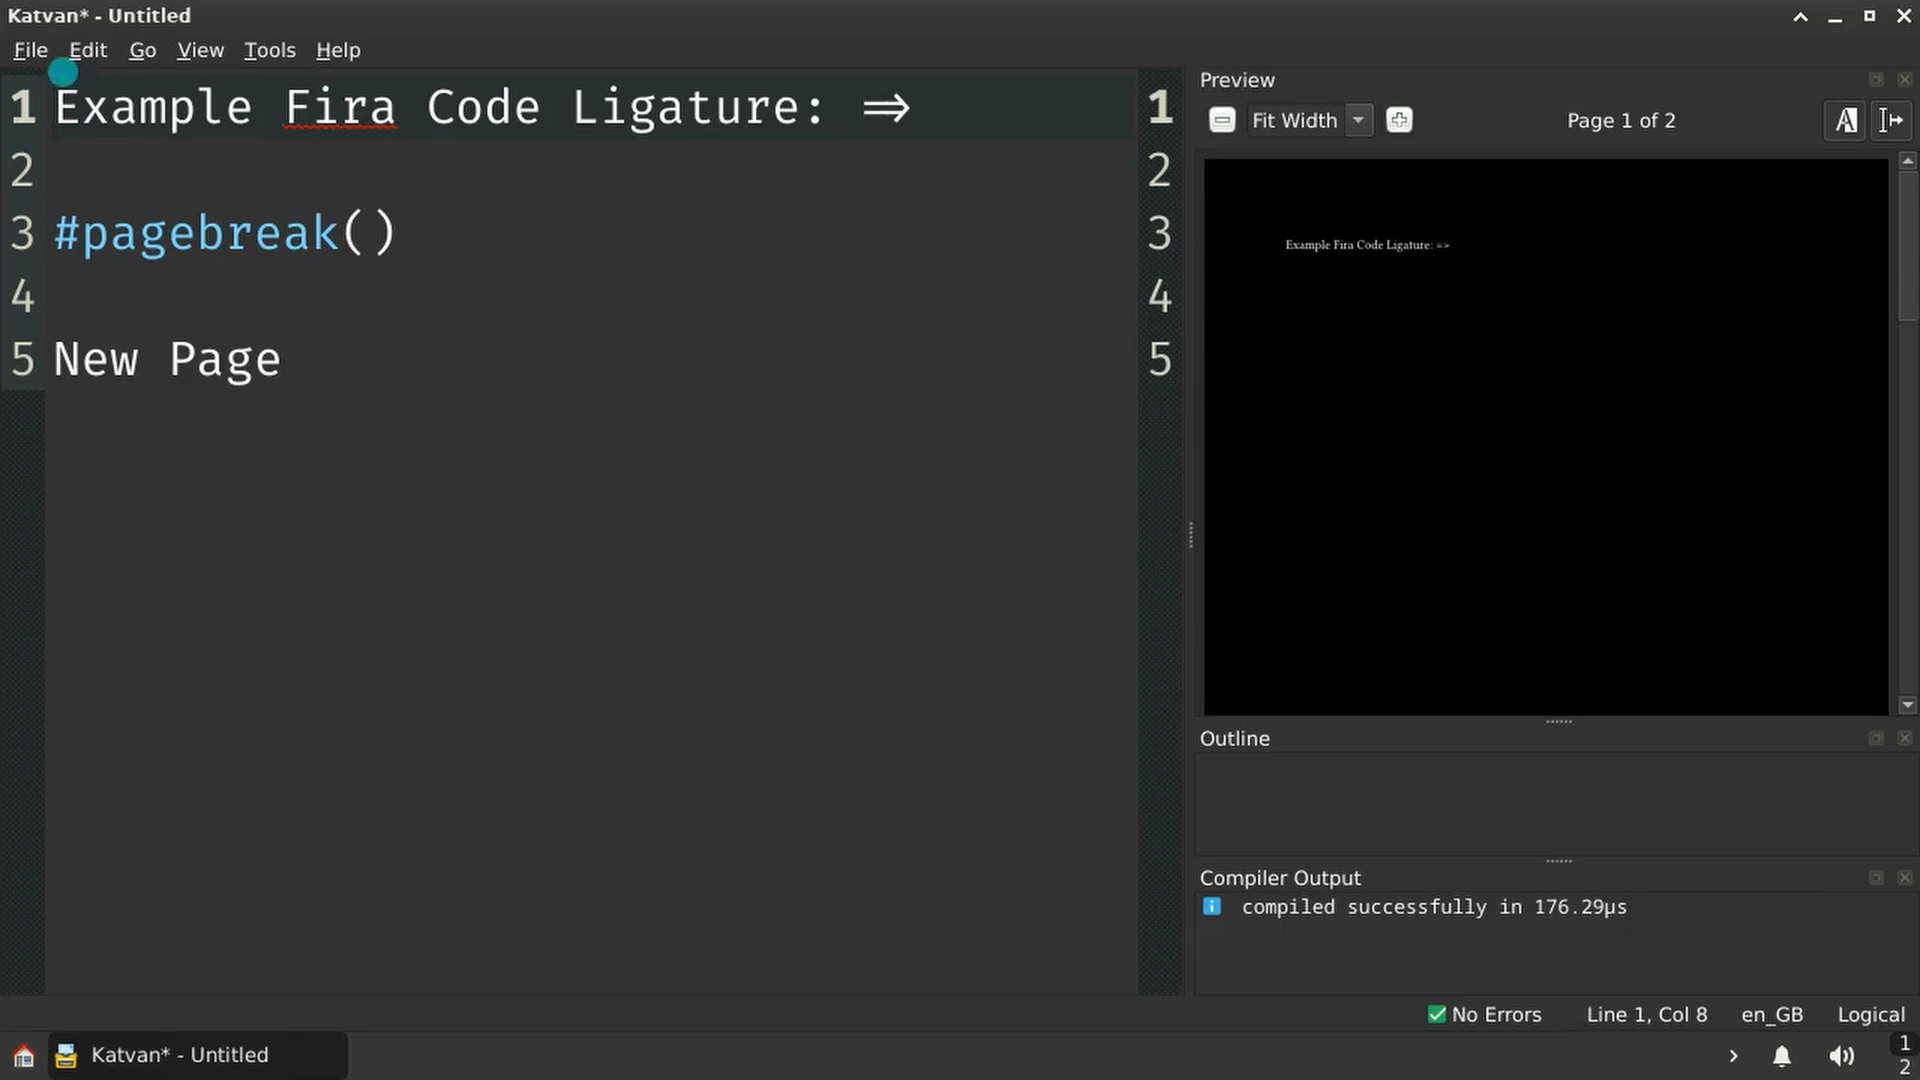 Katvan* - Untitled
File Edit Go View Tools Help
1 Example Fira Code Ligature: => 1
2 2
3 #pagebreak() 3
4 4
5 New Page 5
Preview
Fit Width Page 1 of 2 A
Example Fira Code Ligature: =>
Outline
Compiler Output
compiled successfully in 176.29µs
No Errors Line 1, Col 8 en_GB Logical
Katvan* - Untitled 1
2